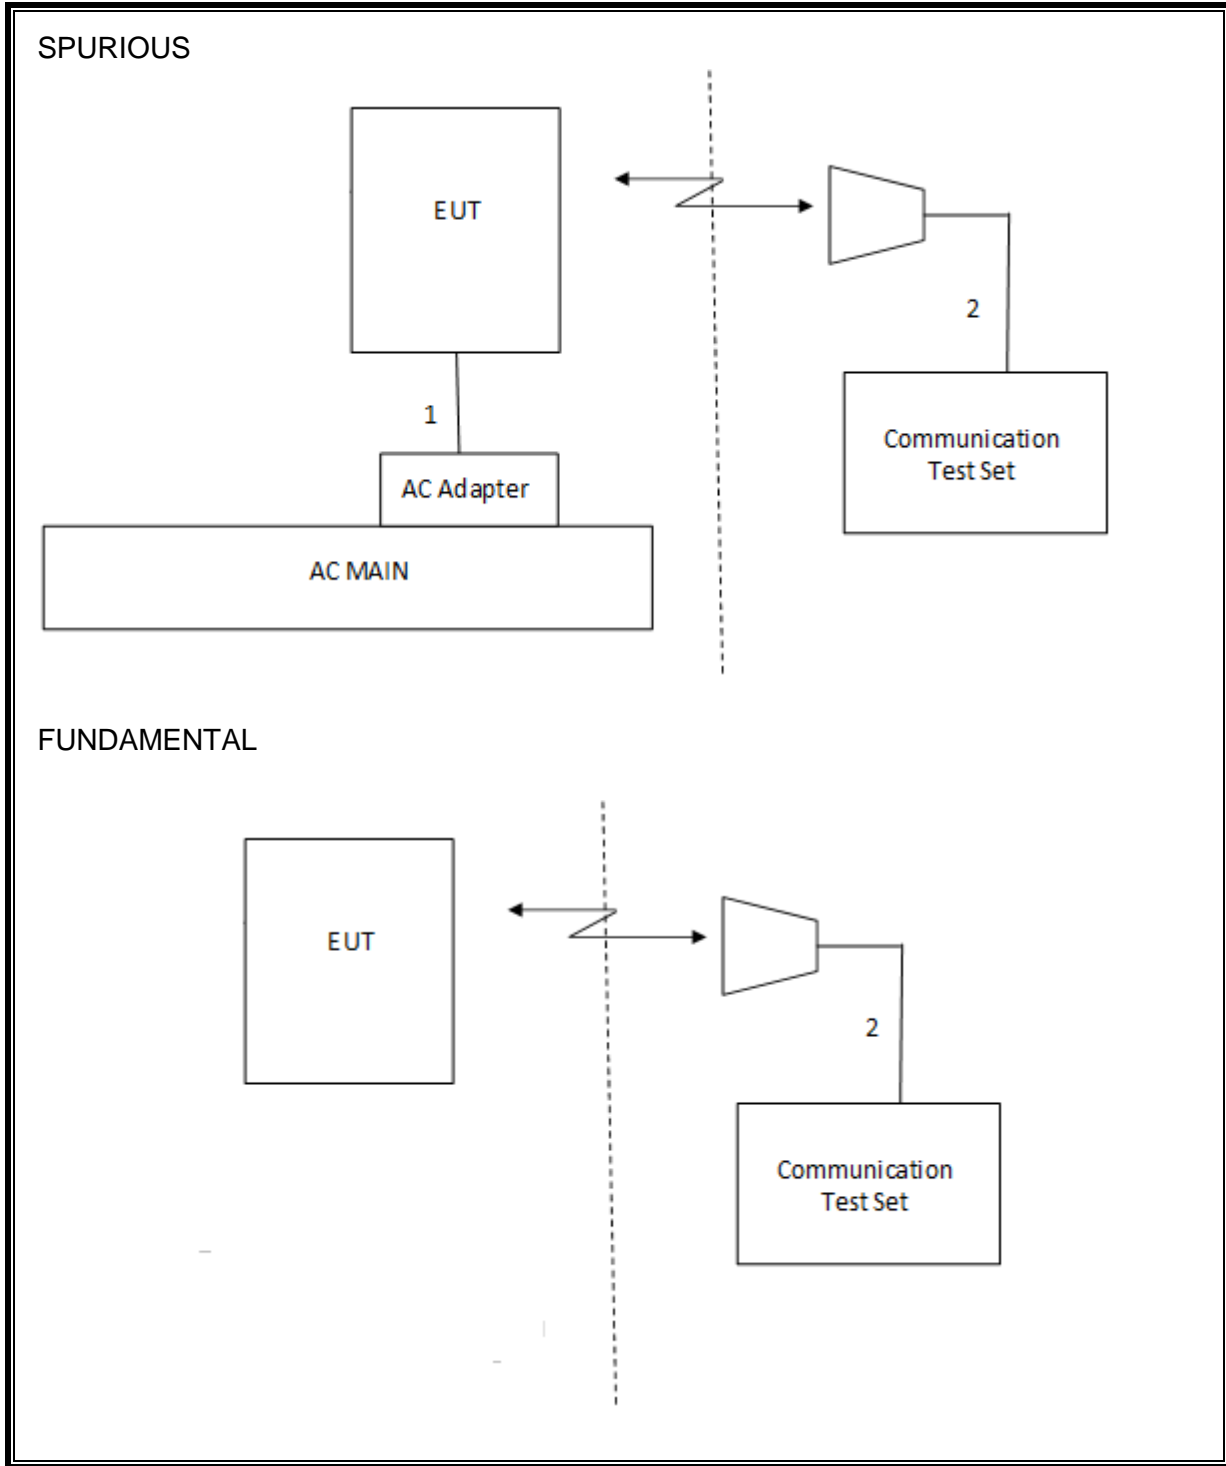 SPURIOUS
EUT
2
1
Communication
Test Set
AC Adapter
AC MAIN
FUNDAMENTAL
EUT
2
Communication
Test Set